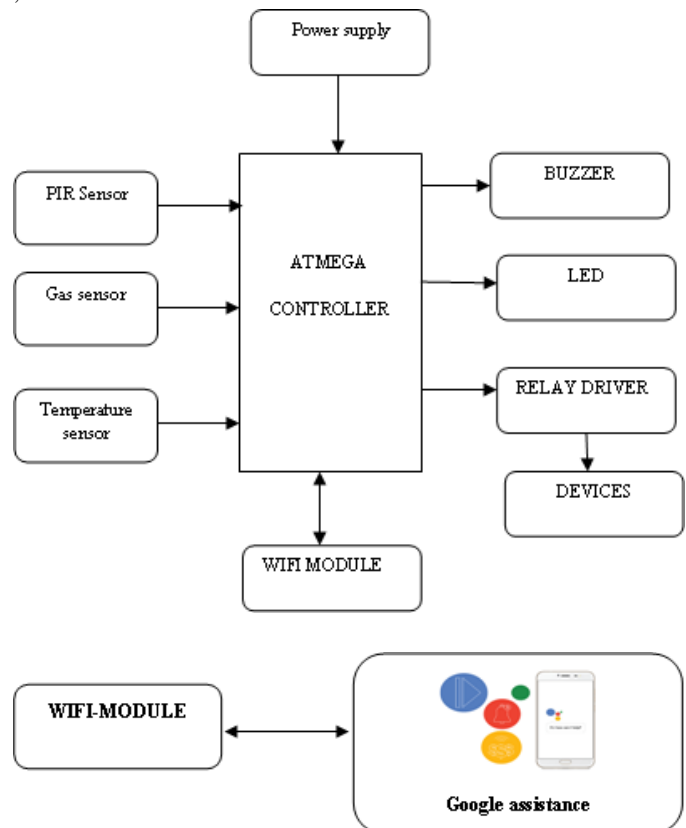 Power supply
PIR Sensor
BUZZER
ATMEGA
CONTROLLER
Gas sensor
LED
Temperature
sensor
RELAY DRIVER
DEVICES
WIFI MODULE
WIFI-MODULE
Google assistance